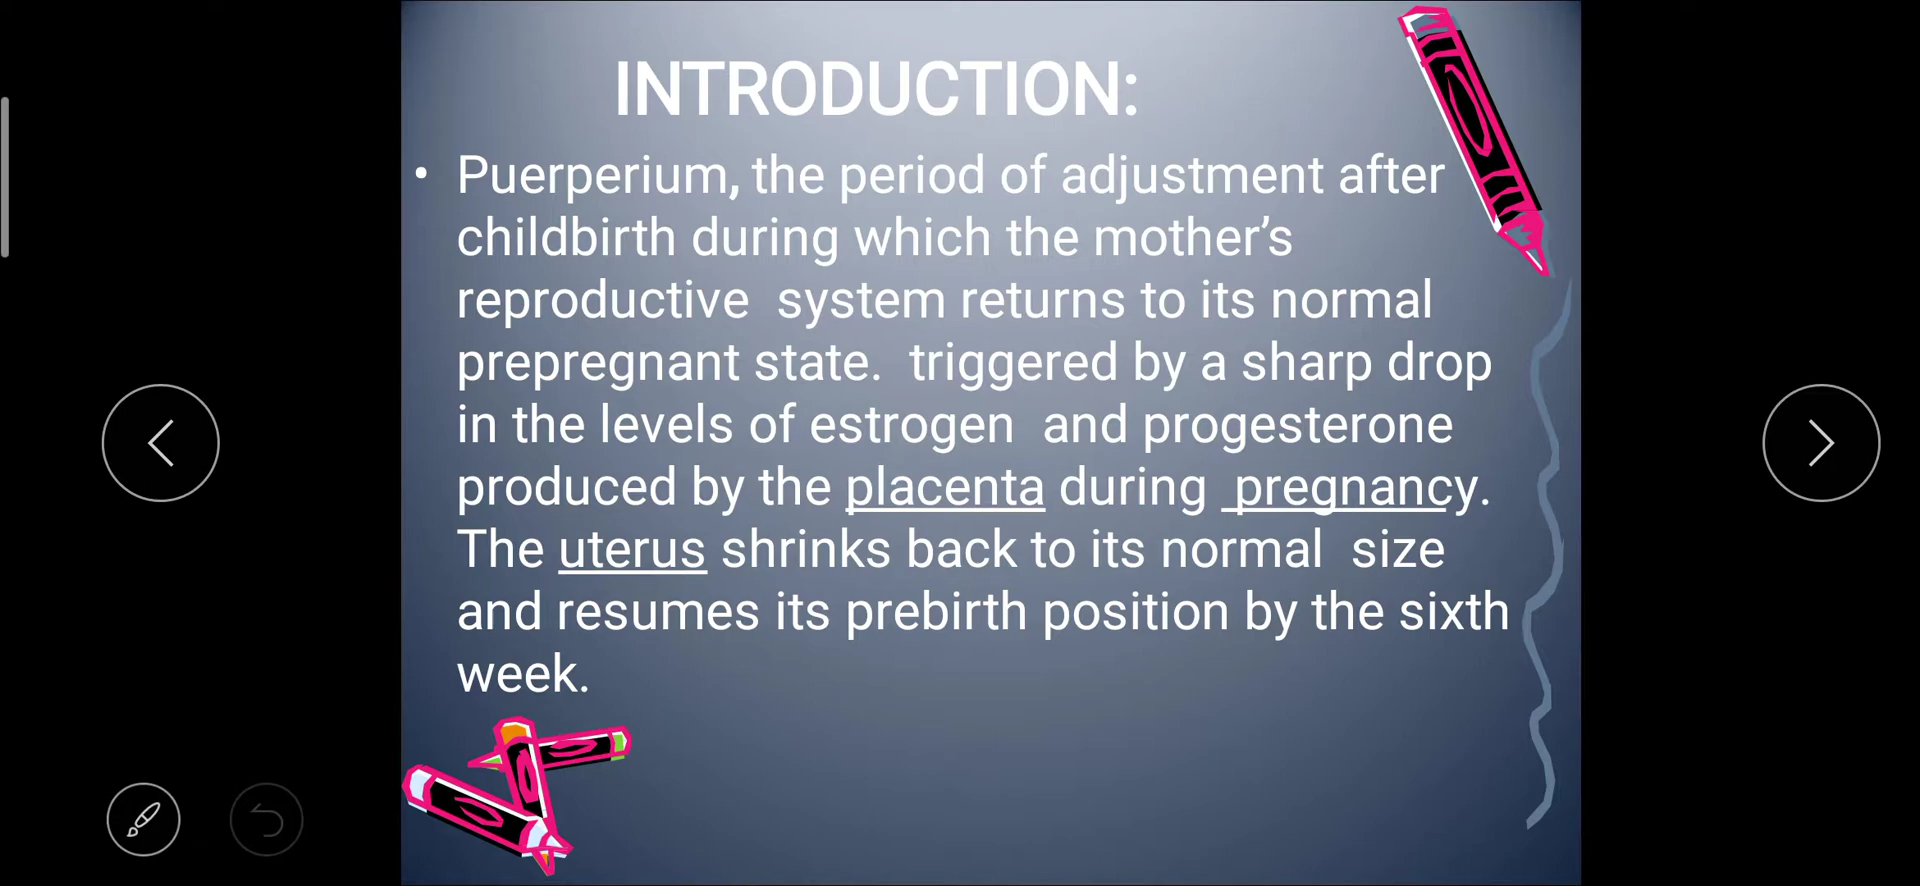 INTRODUCTION:
• Puerperium, the period of adjustment after
childbirth during which the mother’s
reproductive  system returns to its normal
prepregnant state.  triggered by a sharp drop
in the levels of estrogen  and progesterone
produced by the placenta during  pregnancy.
The uterus shrinks back to its normal  size
and resumes its prebirth position by the sixth
week.